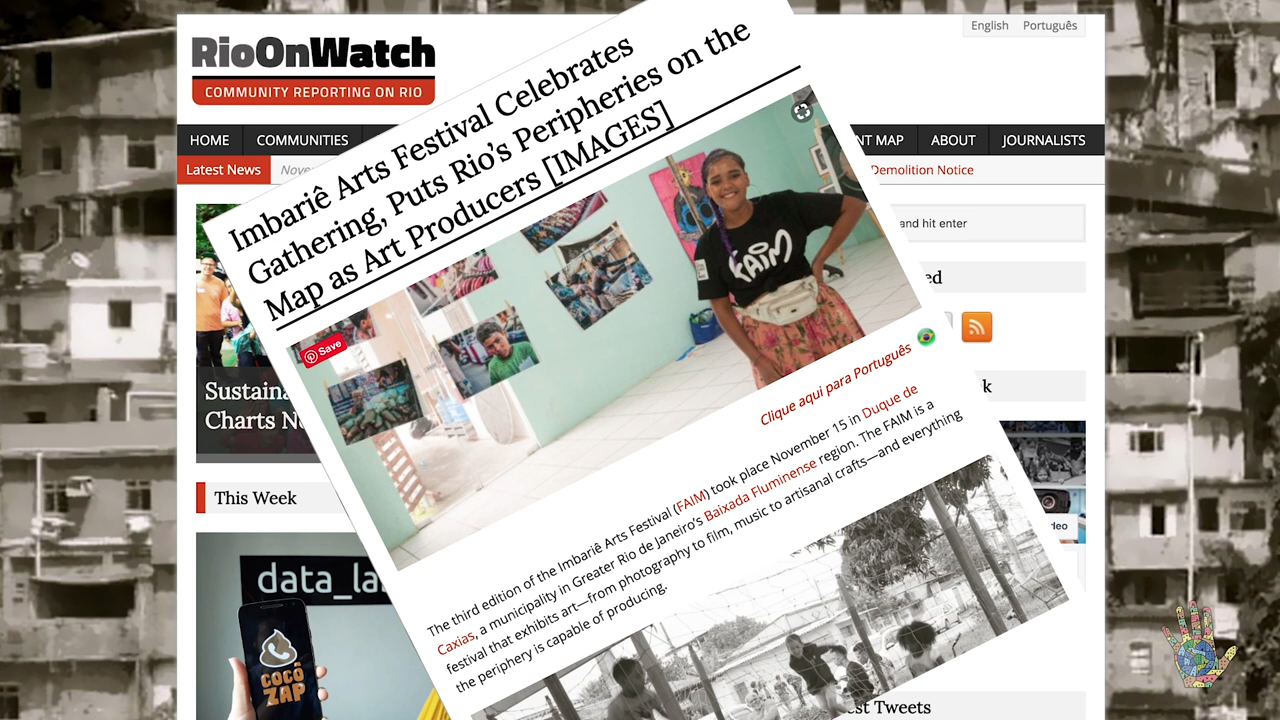 English Português
RioOnWatch
COMMUNITY REPORTING ON RIO
HOME COMMUNITIES MAP ABOUT JOURNALISTS
Latest News Demolition Notice
and hit enter
Imbariê Arts Festival Celebrates
Gathering, Puts Rio's Peripheries on the
Map as Art Producers [IMAGES]
Save
KAIM
Clique aqui para Português
The third edition of the Imbariê Arts Festival (FAIM) took place November 15 in Duque de
Caxias, a municipality in Greater Rio de Janeiro's Baixada Fluminense region. The FAIM is a
festival that exhibits art—from photography to film, music to artisanal crafts—and everything
the periphery is capable of producing.
Charts
This Week
data_la
COCÔ
ZAP
Tweets